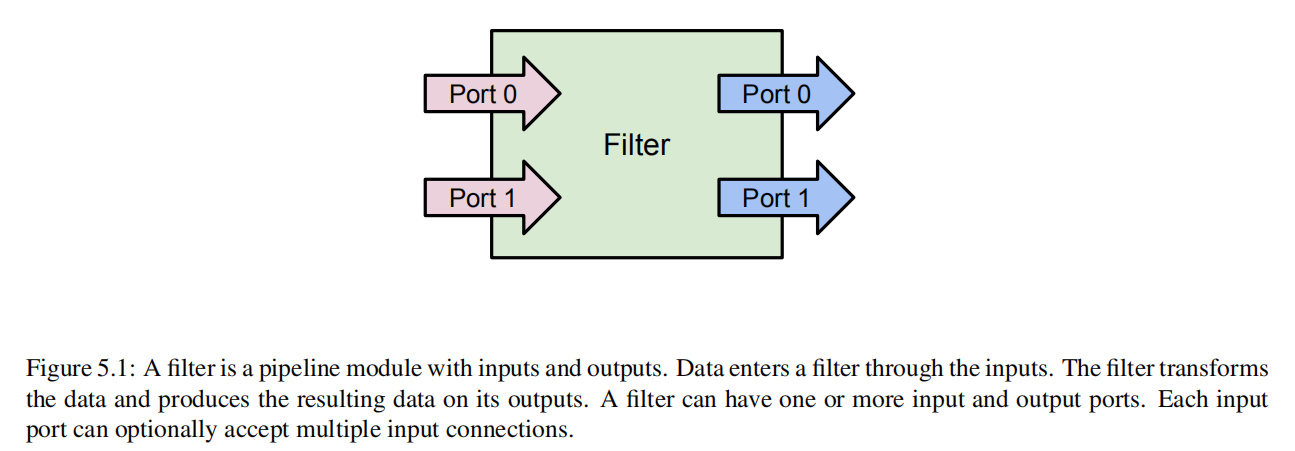 Port 0
Port 0
Filter
Port 1
Port 1
Figure 5.1: A filter is a pipeline module with inputs and outputs. Data enters a filter through the inputs. The filter transforms
the data and produces the resulting data on its outputs. A filter can have one or more input and output ports. Each input
port can optionally accept multiple input connections.